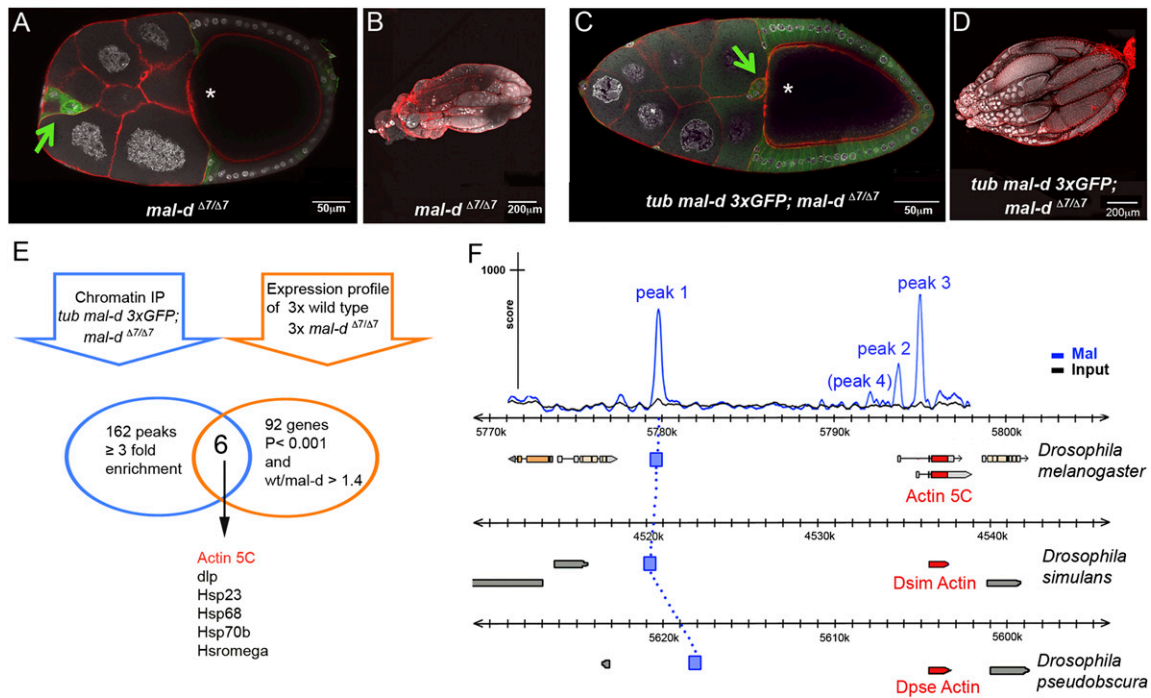 A
*
mal-d Δ7/Δ7
50μm
B
mal-d Δ7/Δ7
200μm
C
*
tub mal-d 3xGFP; mal-d Δ7/Δ7
50μm
D
tub mal-d 3xGFP;
mal-d Δ7/Δ7
200μm
E
Chromatin IP
tub mal-d 3xGFP;
mal-d Δ7/Δ7
Expression profile
of 3x wild type
3x mal-d Δ7/Δ7
162 peaks
≥ 3 fold
enrichment
6
92 genes
P< 0.001
and
wt/mal-d > 1.4
Actin 5C
dlp
Hsp23
Hsp68
Hsp70b
Hsromega
F
1000
score
peak 1
peak 2
peak 3
(peak 4)
Mal
Input
5770k 5780k 5790k 5800k
Drosophila
melanogaster
Actin 5C
4520k 4530k 4540k
Drosophila
simulans
Dsim Actin
5620k 5610k 5600k
Drosophila
pseudobscura
Dpse Actin